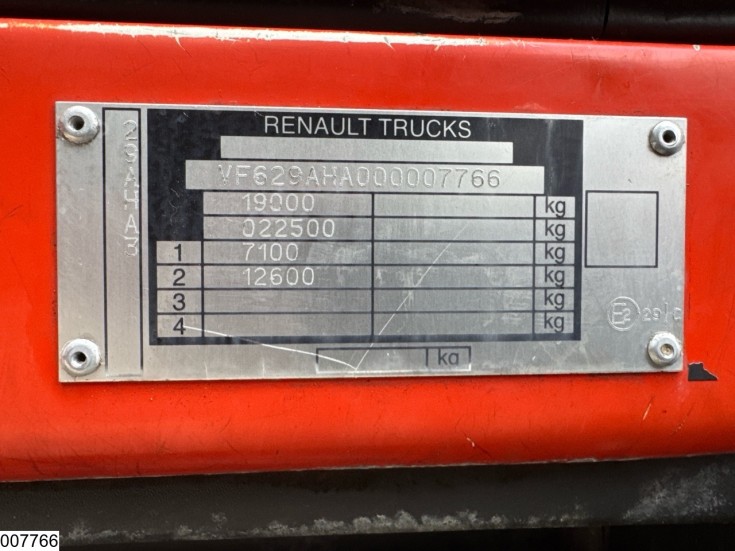 RENAULT TRUCKS
VF629AHA000007766
19000 kg
022500 kg
1 7100 kg
2 12600 kg
3 kg
4 kg
kg
29AHA3
E2 29 C
007766